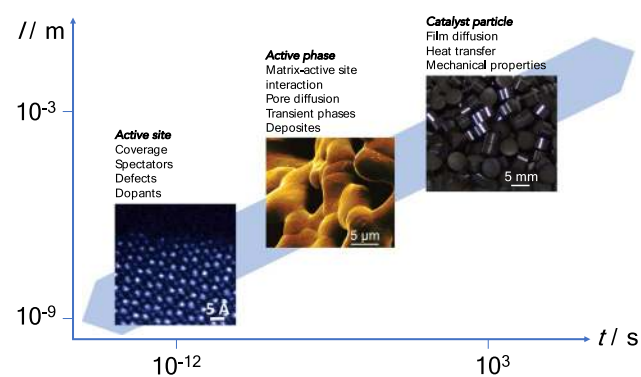 l / m
Catalyst particle
Film diffusion
Heat transfer
Mechanical properties
Active phase
Matrix-active site
interaction
Pore diffusion
Transient phases
Deposites
10-3
Active site
Coverage
Spectators
Defects
Dopants
5 mm
5 µm
5 Å
10-9
t / s
10-12
103